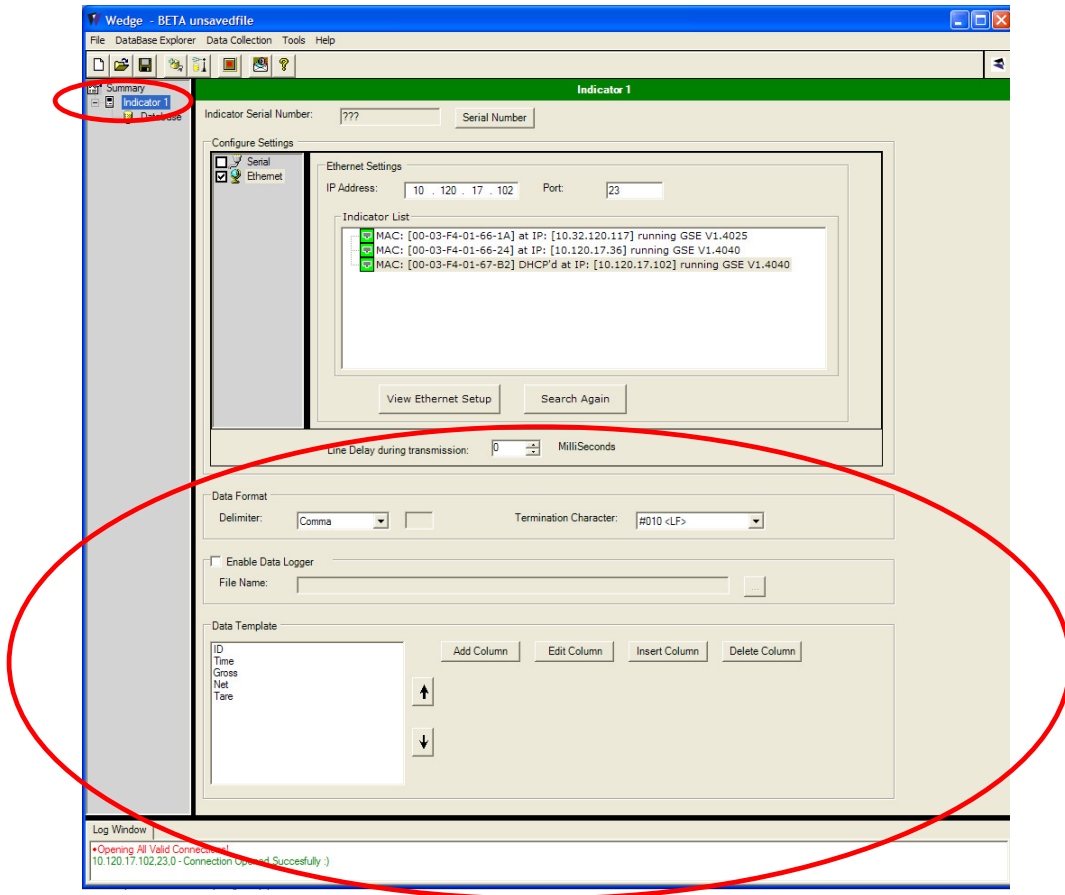 Wedge - BETA unsavedfile
File DataBase Explorer Data Collection Tools Help
Summary
Indicator 1
Database
Indicator 1
Indicator Serial Number: ??? Serial Number
Configure Settings
Serial
Ethernet
Ethernet Settings
IP Address: 10 . 120 . 17 . 102 Port: 23
Indicator List
MAC: [00-03-F4-01-66-1A] at IP: [10.32.120.117] running GSE V1.4025
MAC: [00-03-F4-01-66-24] at IP: [10.120.17.36] running GSE V1.4040
MAC: [00-03-F4-01-67-B2] DHCP'd at IP: [10.120.17.102] running GSE V1.4040
View Ethernet Setup Search Again
Line Delay during transmission: 0 MilliSeconds
Data Format
Delimiter: Comma Termination Character: #010 <LF>
Enable Data Logger
File Name: ...
Data Template
ID
Time
Gross
Net
Tare
Add Column Edit Column Insert Column Delete Column
Log Window
•Opening All Valid Connections!
10.120.17.102,23,0 - Connection Opened Succesfully :)